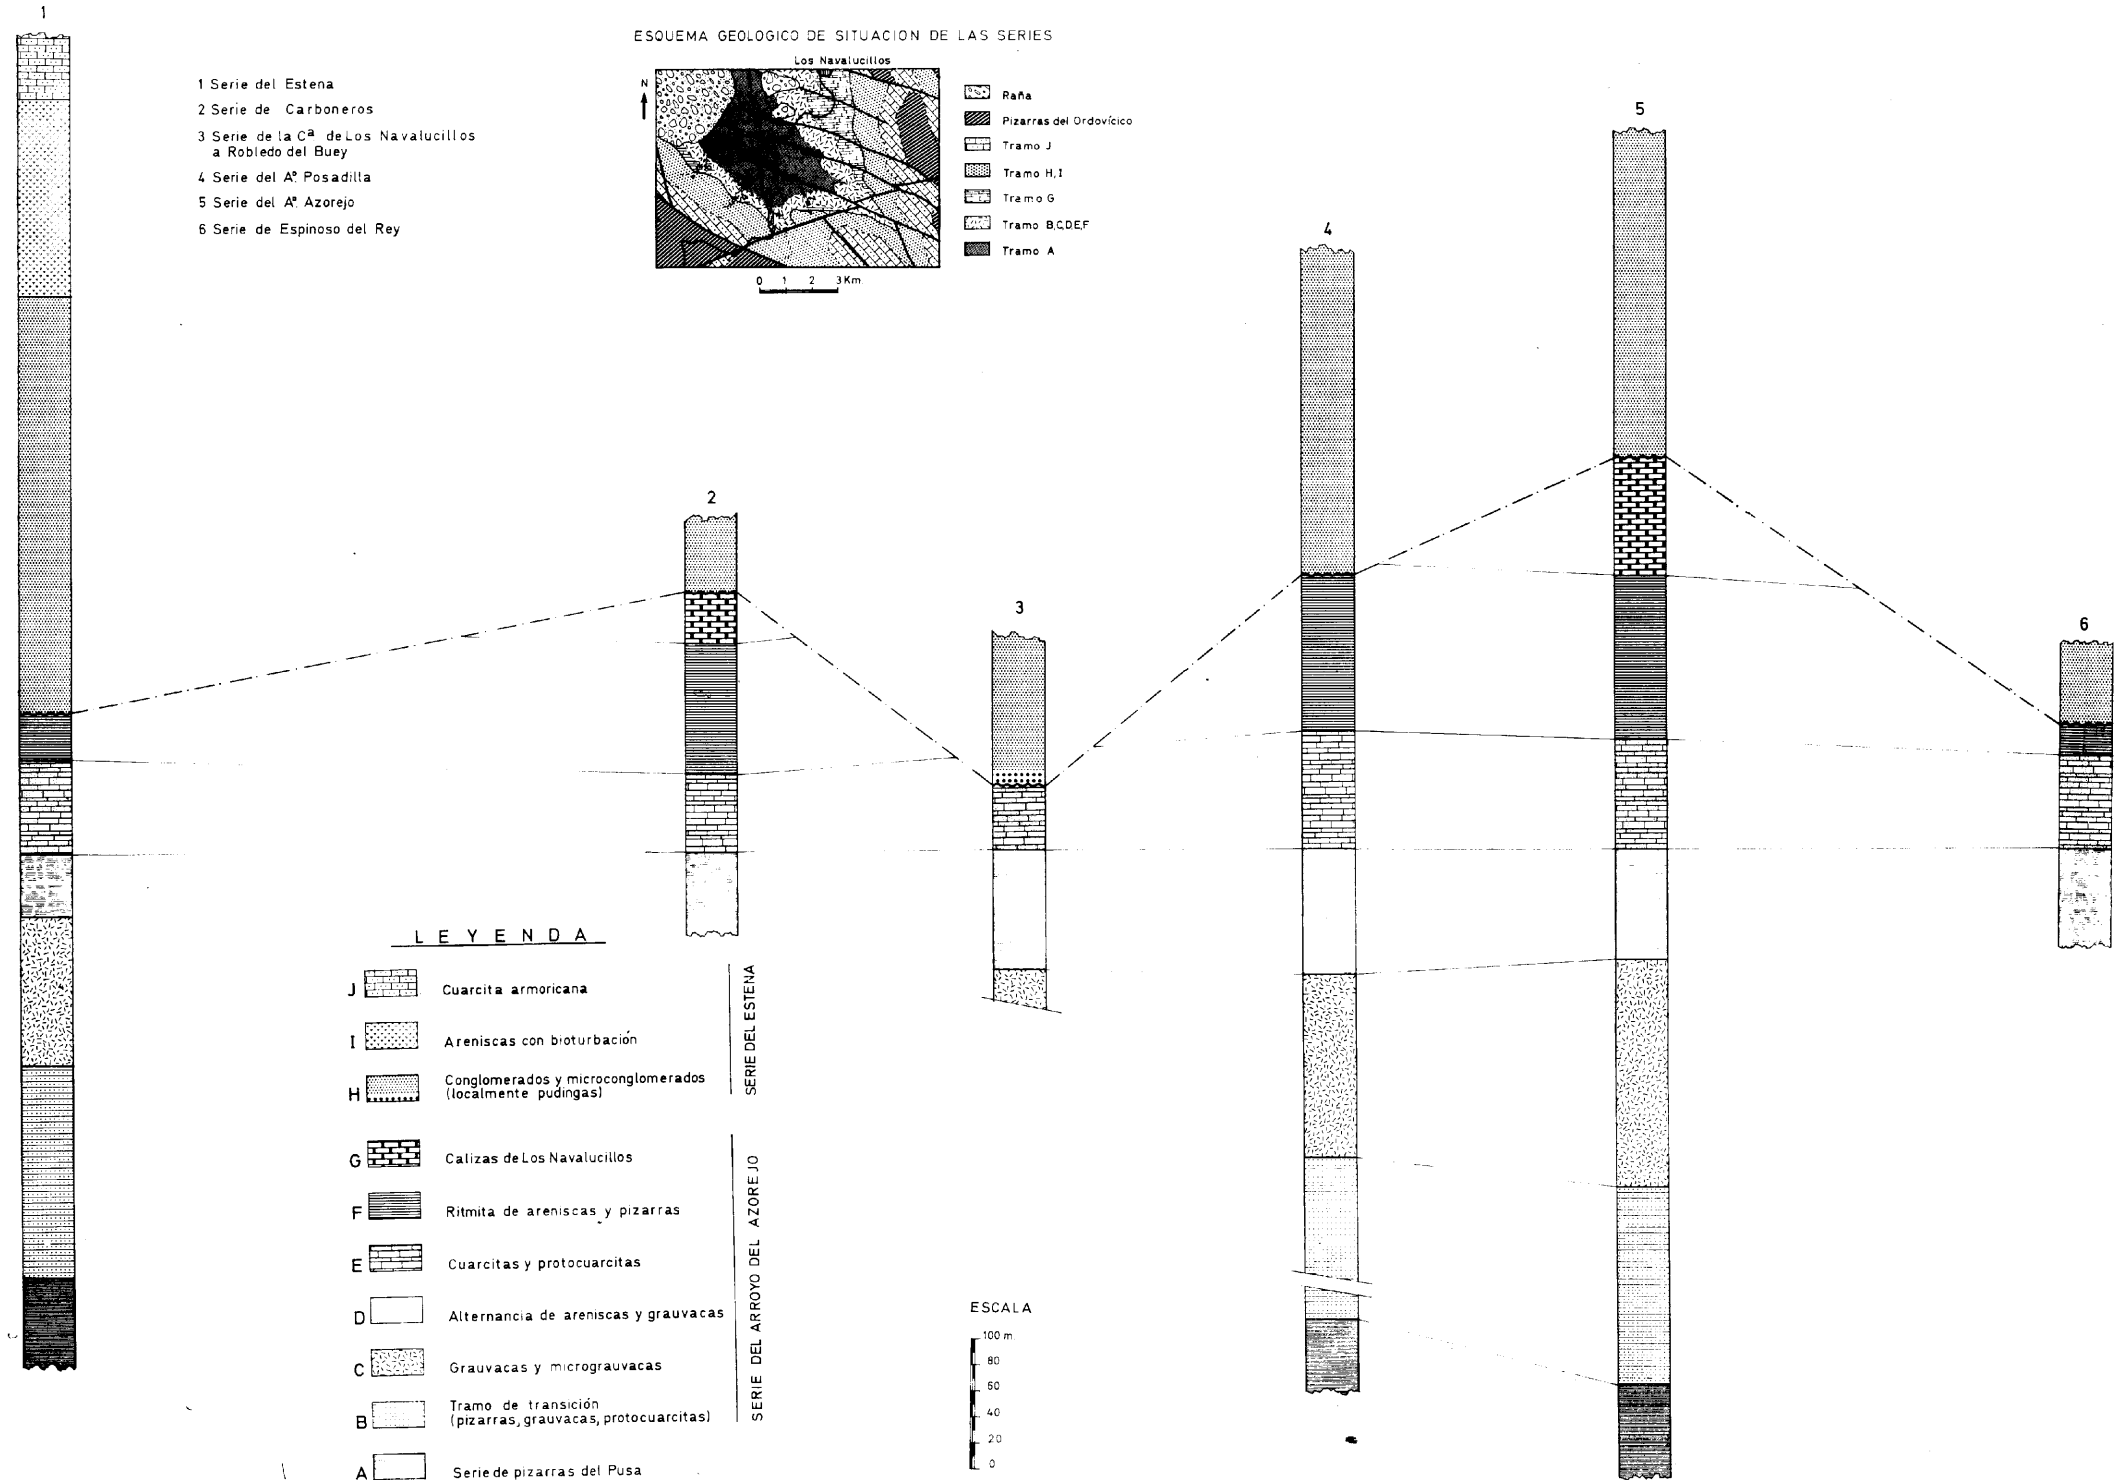 ESQUEMA GEOLOGICO DE SITUACION DE LAS SERIES
Los Navalucillos
N
Raña
Pizarras del Ordovícico
Tramo J
Tramo H, I
Tramo G
Tramo B,C,D,E,F
Tramo A
0 1 2 3 Km.
1 Serie del Estena
2 Serie de Carboneros
3 Serie de la Cª de Los Navalucillos
a Robledo del Buey
4 Serie del Aº Posadilla
5 Serie del Aº Azorejo
6 Serie de Espinoso del Rey
1
2
3
4
5
6
LEYENDA
J Cuarcita armoricana
I Areniscas con bioturbación
H Conglomerados y microconglomerados
(localmente pudingas)
SERIE DEL ESTENA
G Calizas de Los Navalucillos
F Ritmita de areniscas y pizarras
E Cuarcitas y protocuarcitas
D Alternancia de areniscas y grauvacas
C Grauvacas y micrograuvacas
B Tramo de transición
(pizarras, grauvacas, protocuarcitas)
SERIE DEL ARROYO DEL AZOREJO
A Serie de pizarras del Pusa
ESCALA
100 m.
80
60
40
20
0